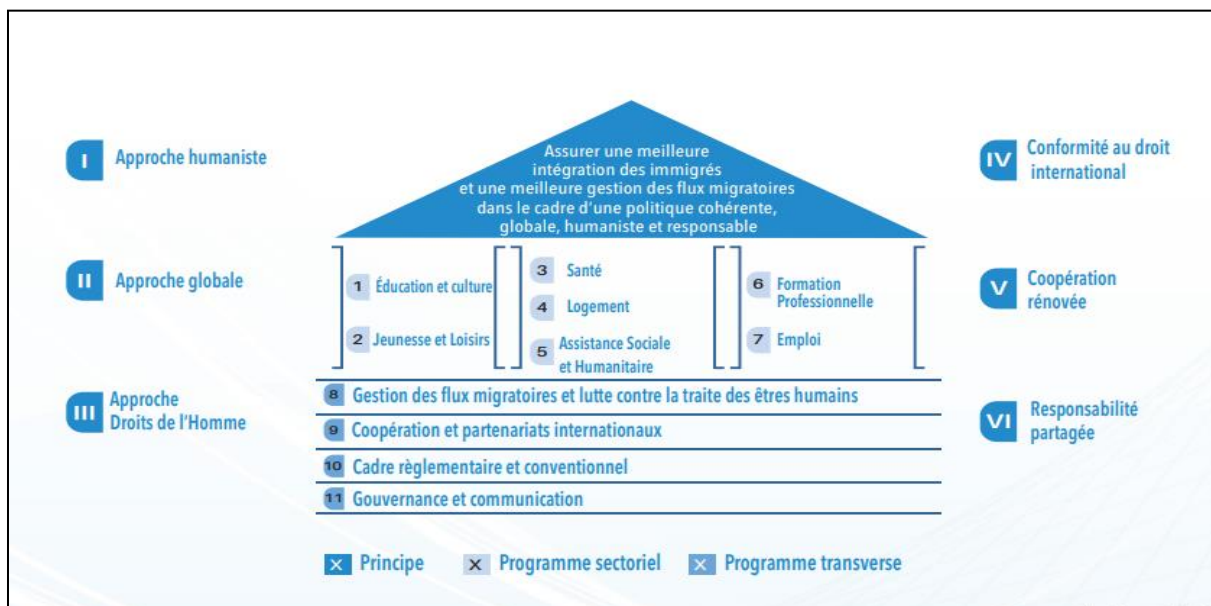 Assurer une meilleure
intégration des immigrés
et une meilleure gestion des flux migratoires
dans le cadre d'une politique cohérente,
globale, humaniste et responsable
I Approche humaniste
II Approche globale
III Approche
Droits de l'Homme
1 Éducation et culture
2 Jeunesse et Loisirs
3 Santé
4 Logement
5 Assistance Sociale
et Humanitaire
6 Formation
Professionnelle
7 Emploi
8 Gestion des flux migratoires et lutte contre la traite des êtres humains
9 Coopération et partenariats internationaux
10 Cadre règlementaire et conventionnel
11 Gouvernance et communication
IV Conformité au droit
international
V Coopération
rénovée
VI Responsabilité
partagée
X Principe
X Programme sectoriel
X Programme transverse